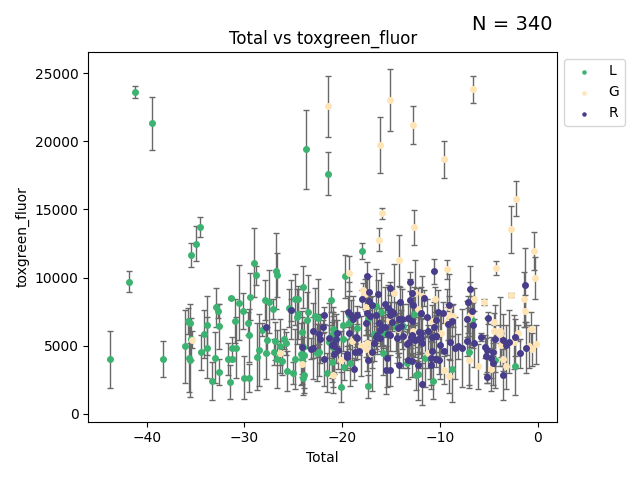 N = 340
Total vs toxgreen_fluor
25000
20000
15000
10000
5000
0
toxgreen_fluor
−40
−30
−20
−10
0
Total
L
G
R